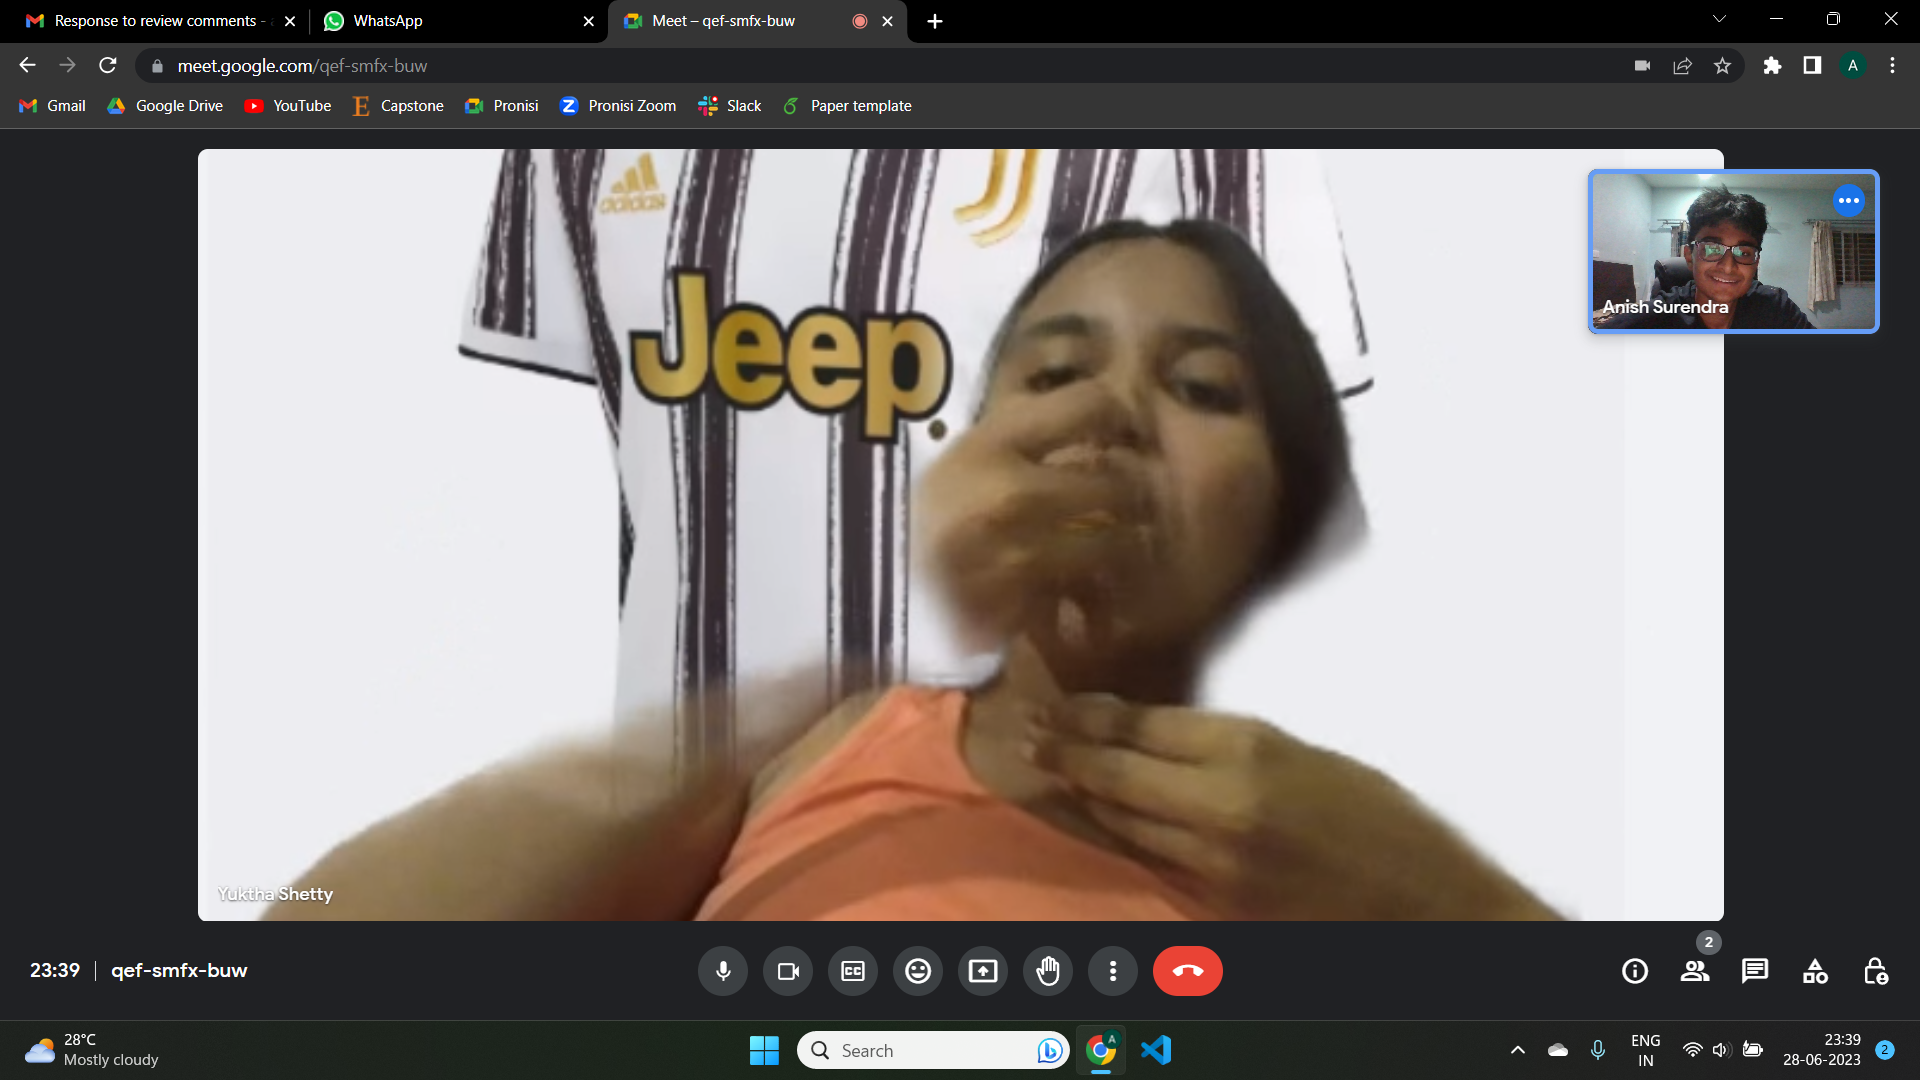 Response to review comments -
WhatsApp
Meet – qef-smfx-buw
meet.google.com/qef-smfx-buw
A
Gmail
Google Drive
YouTube
E
Capstone
Pronisi
Z
Pronisi Zoom
Slack
Paper template
adidas
Jeep
Anish Surendra
Yuktha Shetty
23:39
qef-smfx-buw
CC
2
28°C
Mostly cloudy
Search
A
ENG
IN
23:39
28-06-2023
2